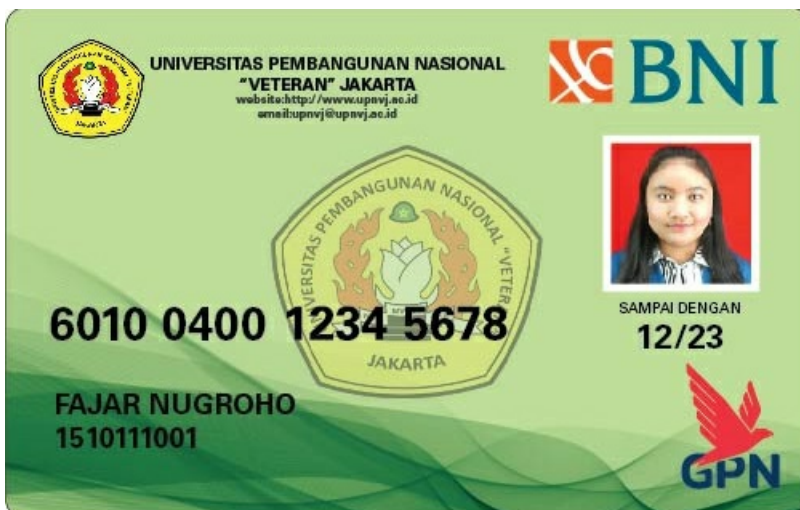 UNIVERSITAS PEMBANGUNAN NASIONAL
"VETERAN" JAKARTA
website:http://www.upnvj.ac.id
email:upnvj@upnvj.ac.id
BNI
UNIVERSITAS PEMBANGUNAN NASIONAL "VETER
JAKARTA
6010 0400 1234 5678
SAMPAI DENGAN
12/23
FAJAR NUGROHO
1510111001
GPN